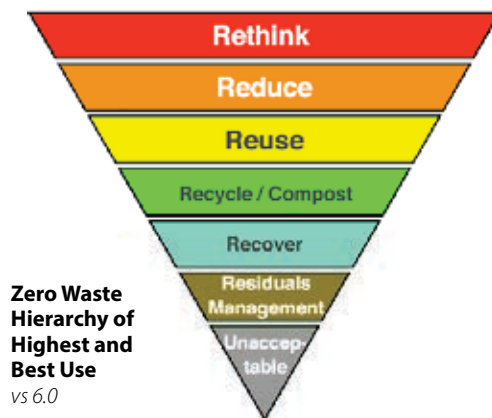 Rethink
Reduce
Reuse
Recycle / Compost
Recover
Residuals
Management
Unaccep-
table
Zero Waste
Hierarchy of
Highest and
Best Use
vs 6.0